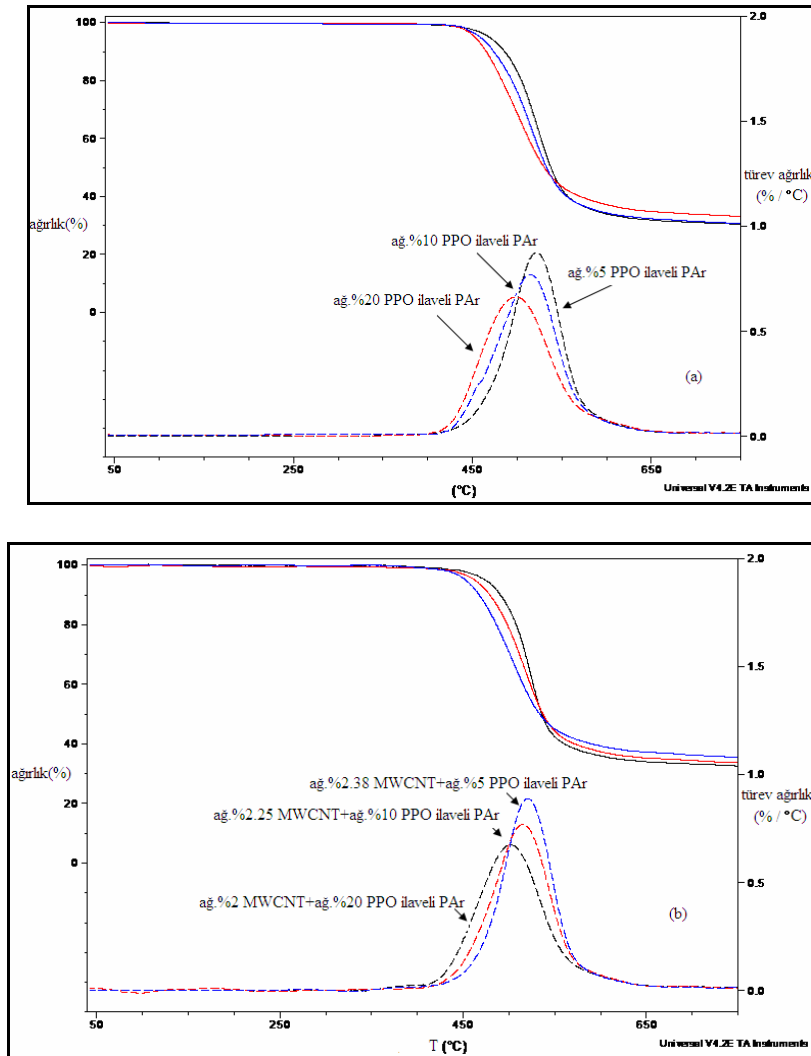 100
80
60
40
ağırlık(%)
20
0
2.0
1.5
türev ağırlık
(% / °C)
1.0
0.5
0.0
ağ.%10 PPO ilaveli PAr
ağ.%5 PPO ilaveli PAr
ağ.%20 PPO ilaveli PAr
(a)
50
250
450
650
(°C)
Universal V4.2E TA Instruments
100
80
60
40
ağırlık(%)
20
0
2.0
1.5
1.0
türev ağırlık
(% / °C)
0.5
0.0
ağ.%2.38 MWCNT+ağ.%5 PPO ilaveli PAr
ağ.%2.25 MWCNT+ağ.%10 PPO ilaveli PAr
ağ.%2 MWCNT+ağ.%20 PPO ilaveli PAr
(b)
50
250
450
650
T (°C)
Universal V4.2E TA Instruments